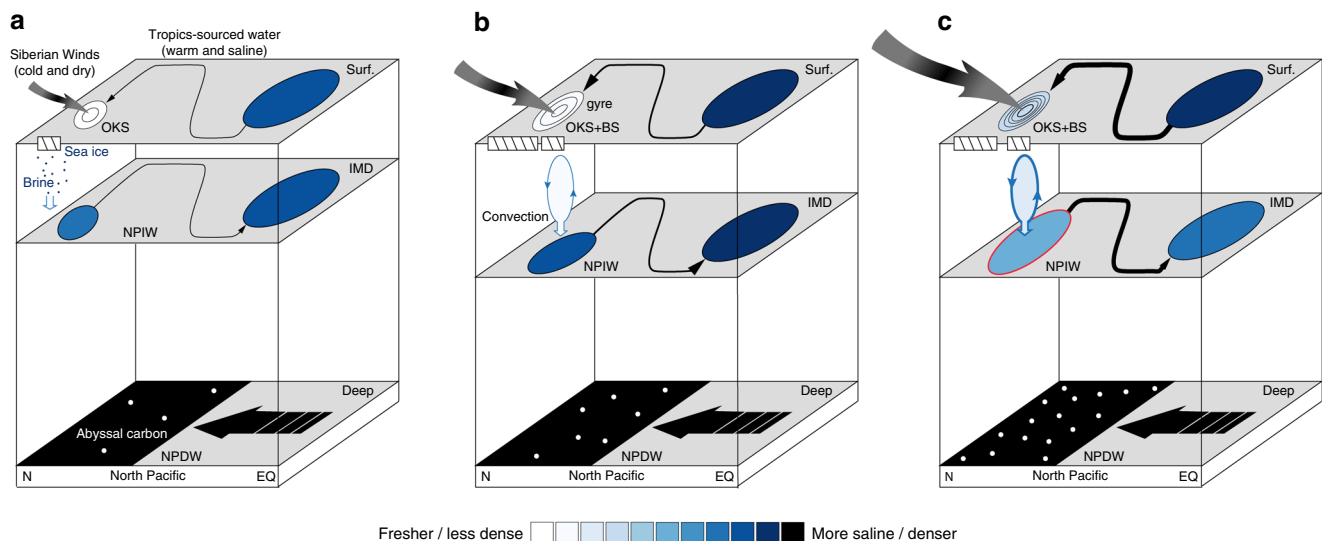 a
Tropics-sourced water
(warm and saline)
Siberian Winds
(cold and dry)
Surf.
OKS
Sea ice
Brine
IMD
NPIW
Deep
Abyssal carbon
NPDW
N
North Pacific
EQ
b
Surf.
gyre
OKS+BS
Convection
IMD
NPIW
Deep
NPDW
N
North Pacific
EQ
c
Surf.
OKS+BS
IMD
NPIW
Deep
NPDW
N
North Pacific
EQ
Fresher / less dense
More saline / denser